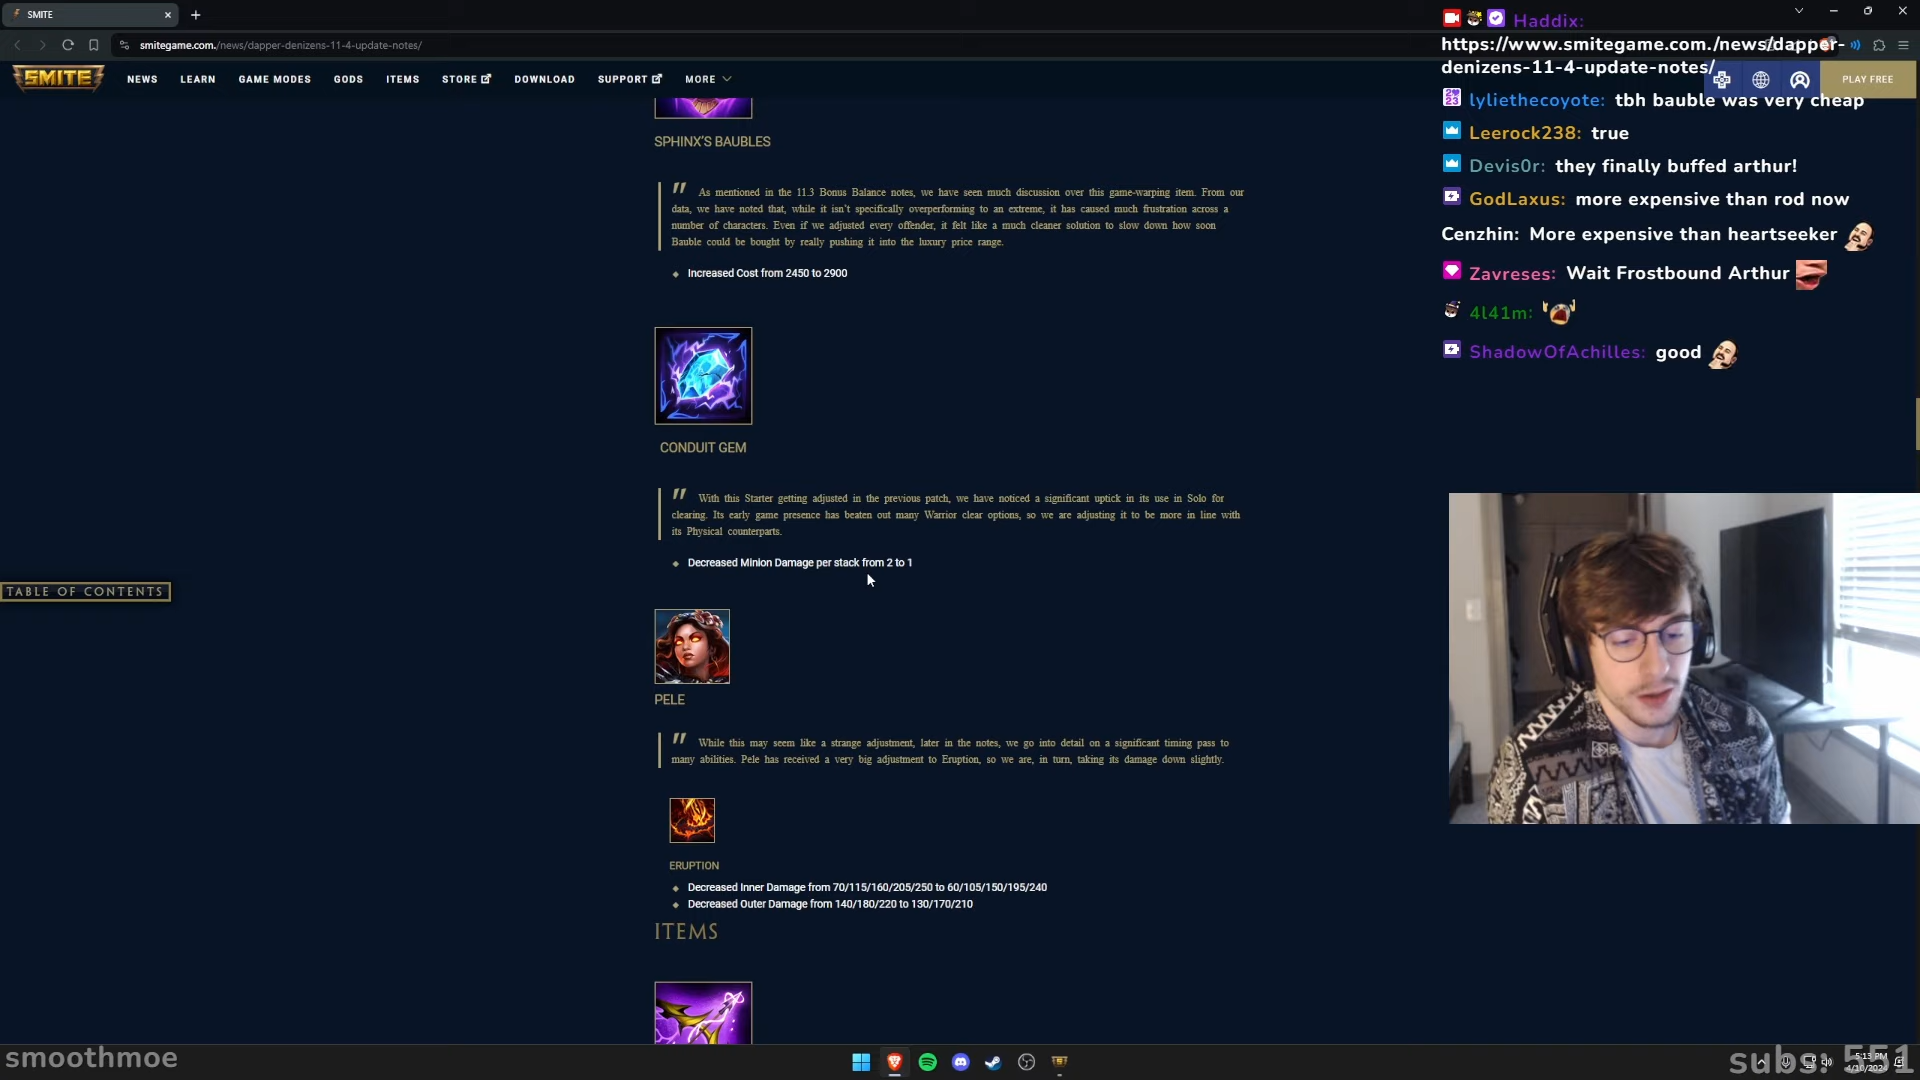 SMITE
smitegame.com./news/dapper-denizens-11-4-update-notes/
SMITE
NEWS
LEARN
GAME MODES
GODS
ITEMS
STORE
DOWNLOAD
SUPPORT
MORE
PLAY FREE
SPHINX'S BAUBLES
" As mentioned in the 11.3 Bonus Balance notes, we have seen much discussion over this game-warping item. From our
data, we have noted that, while it isn't specifically overperforming to an extreme, it has caused much frustration across a
number of characters. Even if we adjusted every offender, it felt like a much cleaner solution to slow down how soon
Bauble could be bought by really pushing it into the luxury price range.
Increased Cost from 2450 to 2900
CONDUIT GEM
" With this Starter getting adjusted in the previous patch, we have noticed a significant uptick in its use in Solo for
clearing. Its early game presence has beaten out many Warrior clear options, so we are adjusting it to be more in line with
its Physical counterparts.
Decreased Minion Damage per stack from 2 to 1
TABLE OF CONTENTS
PELE
" While this may seem like a strange adjustment, later in the notes, we go into detail on a significant timing pass to
many abilities. Pele has received a very big adjustment to Eruption, so we are, in turn, taking its damage down slightly.
ERUPTION
Decreased Inner Damage from 70/115/160/205/250 to 60/105/150/195/240
Decreased Outer Damage from 140/180/220 to 130/170/210
ITEMS
Haddix:
https://www.smitegame.com./news/dapper-
denizens-11-4-update-notes/
lyliethecoyote: tbh bauble was very cheap
Leerock238: true
Devis0r: they finally buffed arthur!
GodLaxus: more expensive than rod now
Cenzhin: More expensive than heartseeker
Zavreses: Wait Frostbound Arthur
4l41m:
ShadowOfAchilles: good
smoothmoe
subs: 551
5:13 PM
4/10/2024